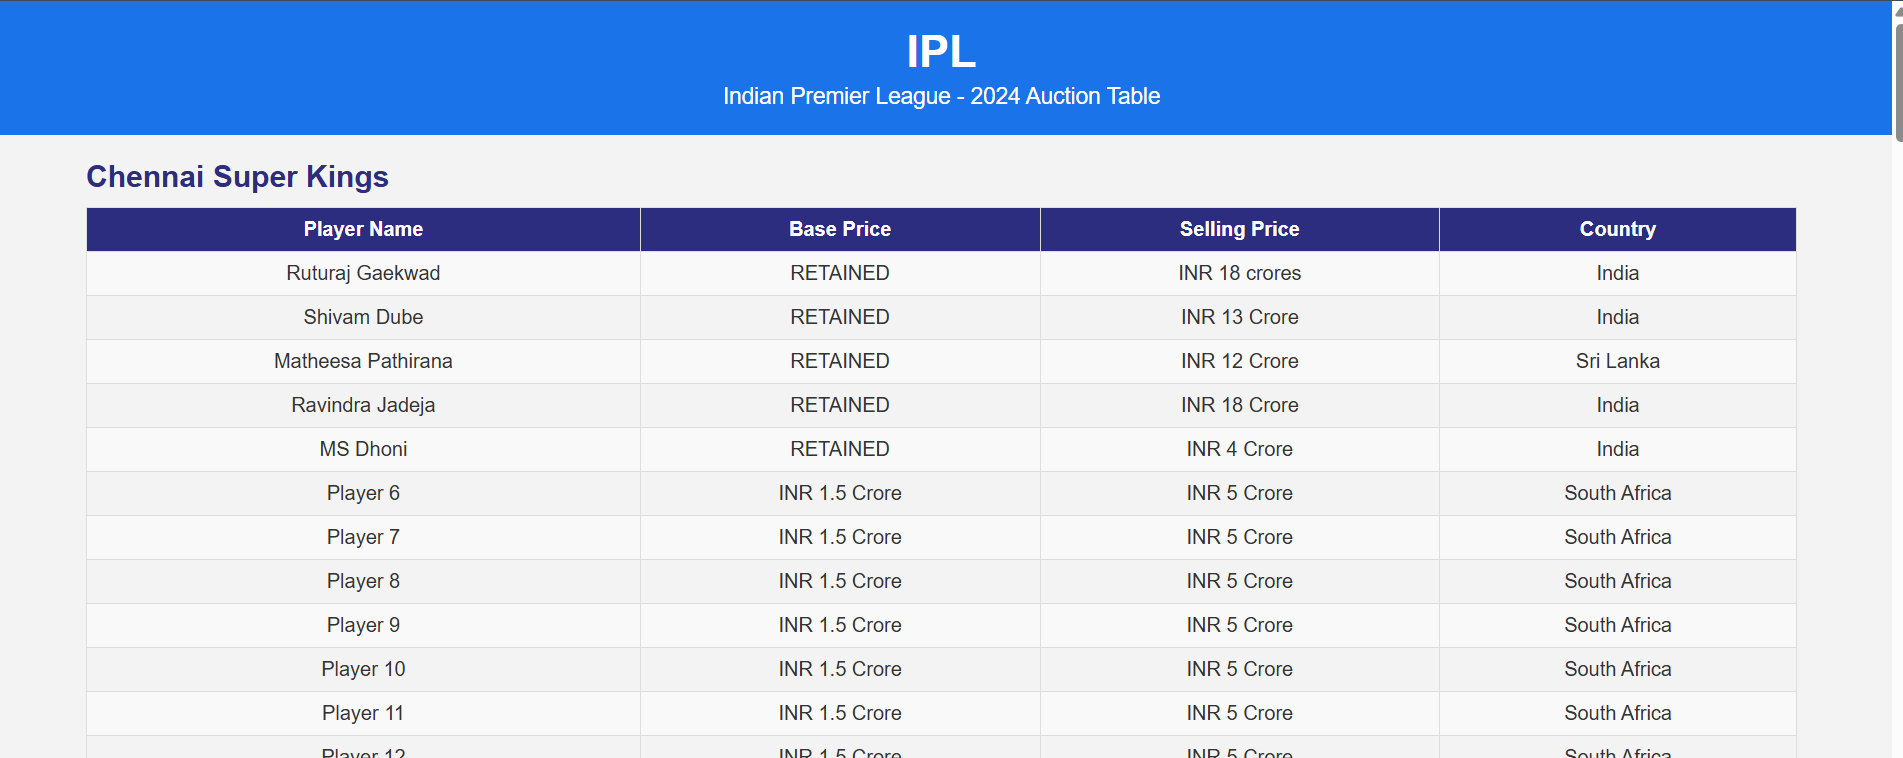 IPL
Indian Premier League - 2024 Auction Table
Chennai Super Kings
Player Name Base Price Selling Price Country
Ruturaj Gaekwad RETAINED INR 18 crores India
Shivam Dube RETAINED INR 13 Crore India
Matheesa Pathirana RETAINED INR 12 Crore Sri Lanka
Ravindra Jadeja RETAINED INR 18 Crore India
MS Dhoni RETAINED INR 4 Crore India
Player 6 INR 1.5 Crore INR 5 Crore South Africa
Player 7 INR 1.5 Crore INR 5 Crore South Africa
Player 8 INR 1.5 Crore INR 5 Crore South Africa
Player 9 INR 1.5 Crore INR 5 Crore South Africa
Player 10 INR 1.5 Crore INR 5 Crore South Africa
Player 11 INR 1.5 Crore INR 5 Crore South Africa
Player 12 INR 1.5 Crore INR 5 Crore South Africa